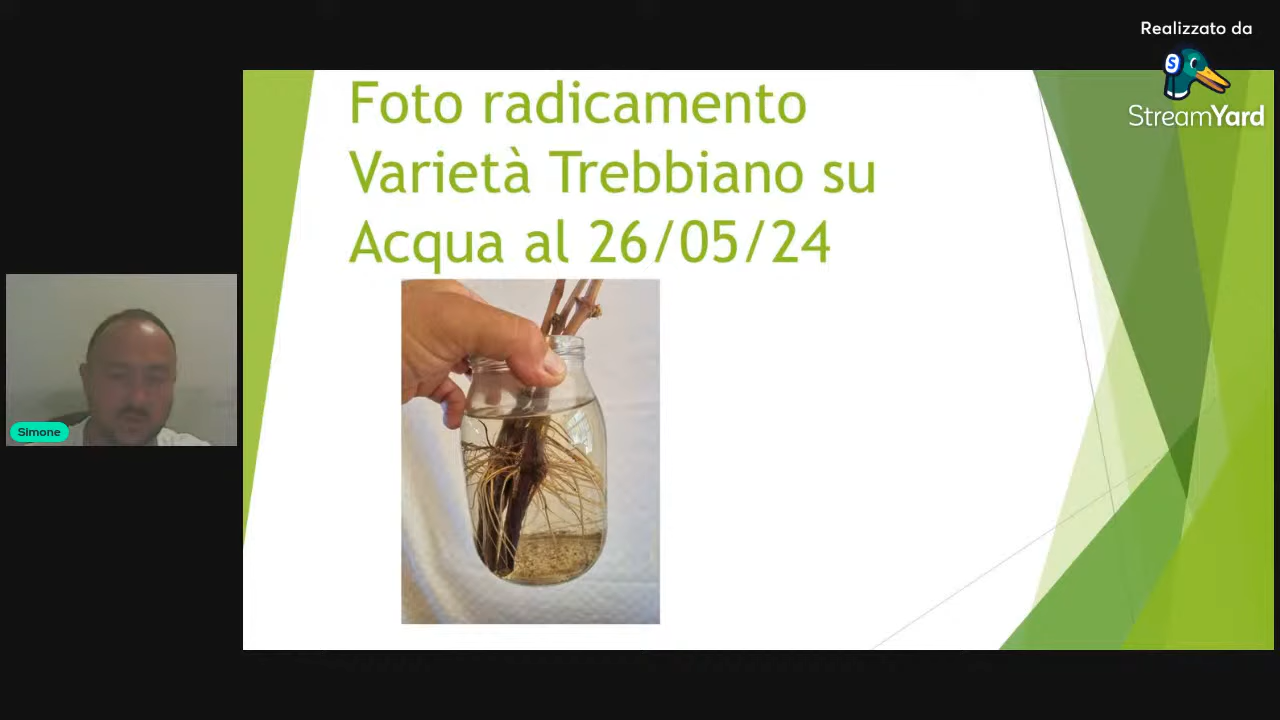 Realizzato da
StreamYard
Foto radicamento
Varietà Trebbiano su
Acqua al 26/05/24
Simone